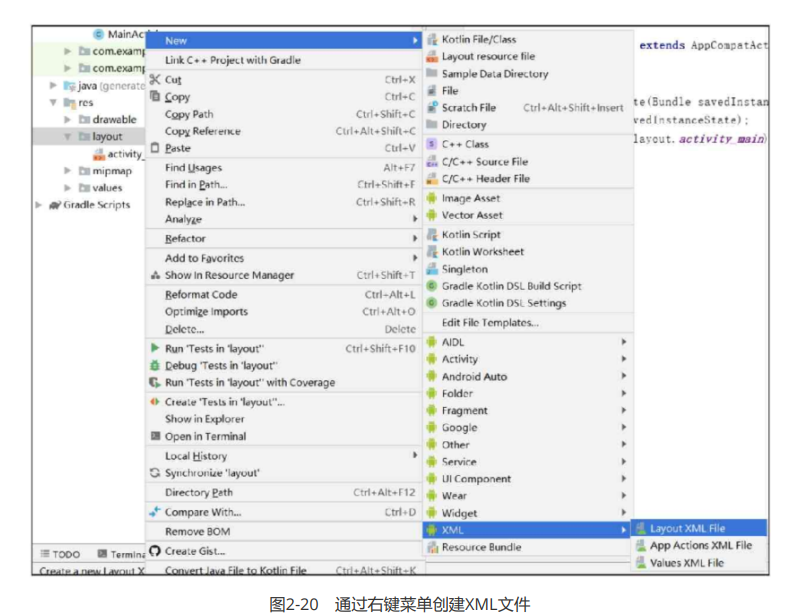 MainAct
com.examp
com.examp
java (generate
res
drawable
layout
activity_
mipmap
values
Gradle Scripts
TODO
Termina
Create a new Layout X
New
Link C++ Project with Gradle
Cut Ctrl+X
Copy Ctrl+C
Copy Path Ctrl+Shift+C
Copy Reference Ctrl+Alt+Shift+C
Paste Ctrl+V
Find Usages Alt+F7
Find in Path... Ctrl+Shift+F
Replace in Path... Ctrl+Shift+R
Analyze
Refactor
Add to Favorites
Show In Resource Manager Ctrl+Shift+T
Reformat Code Ctrl+Alt+L
Optimize Imports Ctrl+Alt+O
Delete... Delete
Run 'Tests in 'layout'' Ctrl+Shift+F10
Debug 'Tests in 'layout''
Run 'Tests in 'layout'' with Coverage
Create 'Tests in 'layout''...
Show in Explorer
Open in Terminal
Local History
Synchronize 'layout'
Directory Path Ctrl+Alt+F12
Compare With... Ctrl+D
Remove BOM
Create Gist...
Convert Java File to Kotlin File Ctrl+Alt+Shift+K
Kotlin File/Class
Layout resource file
Sample Data Directory
File
Scratch File Ctrl+Alt+Shift+Insert
Directory
C++ Class
C/C++ Source File
C/C++ Header File
Image Asset
Vector Asset
Kotlin Script
Kotlin Worksheet
Singleton
Gradle Kotlin DSL Build Script
Gradle Kotlin DSL Settings
Edit File Templates...
AIDL
Activity
Android Auto
Folder
Fragment
Google
Other
Service
UI Component
Wear
Widget
XML
Resource Bundle
Layout XML File
App Actions XML File
Values XML File
extends AppCompatAct
te(Bundle savedInstan
vedInstanceState);
layout.activity_main)
图2-20 通过右键菜单创建XML文件